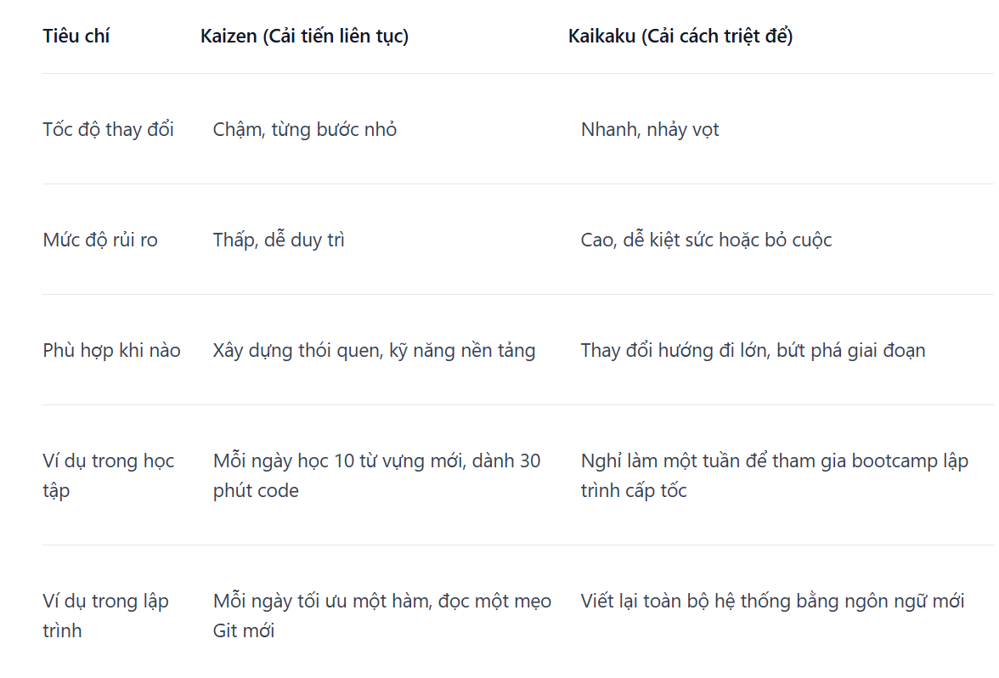 Tiêu chí Kaizen (Cải tiến liên tục) Kaikaku (Cải cách triệt để)
Tốc độ thay đổi Chậm, từng bước nhỏ Nhanh, nhảy vọt
Mức độ rủi ro Thấp, dễ duy trì Cao, dễ kiệt sức hoặc bỏ cuộc
Phù hợp khi nào Xây dựng thói quen, kỹ năng nền tảng Thay đổi hướng đi lớn, bứt phá giai đoạn
Ví dụ trong học Mỗi ngày học 10 từ vựng mới, dành 30 Nghỉ làm một tuần để tham gia bootcamp lập
tập phút code trình cấp tốc
Ví dụ trong lập Mỗi ngày tối ưu một hàm, đọc một mẹo Viết lại toàn bộ hệ thống bằng ngôn ngữ mới
trình Git mới